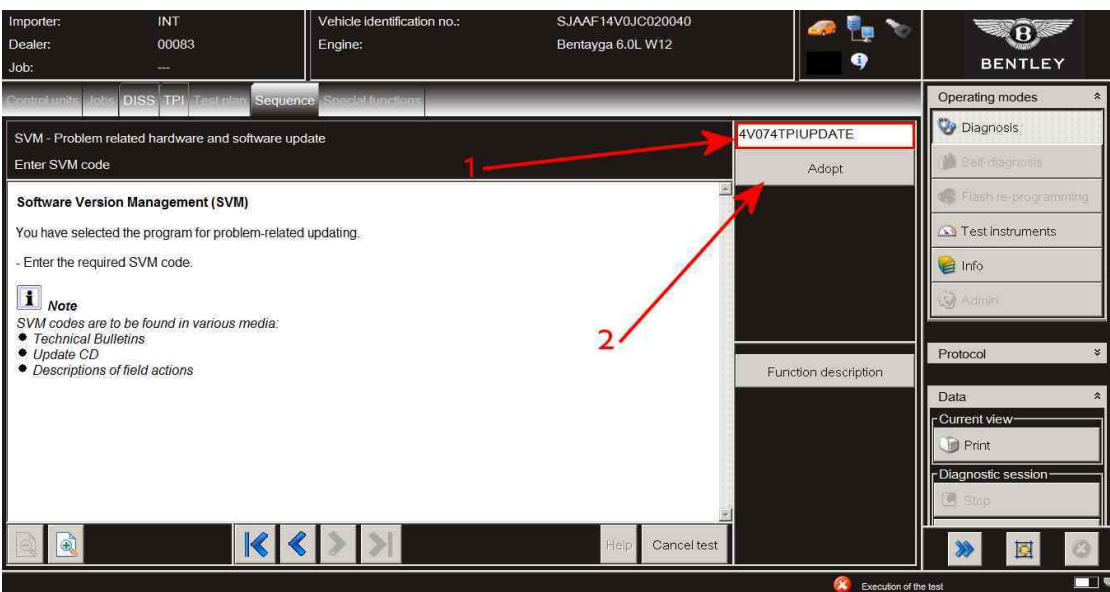 Importer: INT Vehicle identification no.: SJAAF14V0JC020040
Dealer: 00083 Engine: Bentayga 6.0L W12
Job: ---
B
BENTLEY
Control units Jobs DISS TPI Test plan Sequence Special functions
SVM - Problem related hardware and software update
Enter SVM code
1
4V074TPIUPDATE
Adopt
Software Version Management (SVM)
You have selected the program for problem-related updating.
- Enter the required SVM code.
i Note
SVM codes are to be found in various media:
● Technical Bulletins
● Update CD
● Descriptions of field actions
2
Function description
Help Cancel test
Operating modes
Diagnosis
Self-diagnosis
Flash re-programming
Test instruments
Info
Admin
Protocol
Data
Current view
Print
Diagnostic session
Stop
Execution of the test